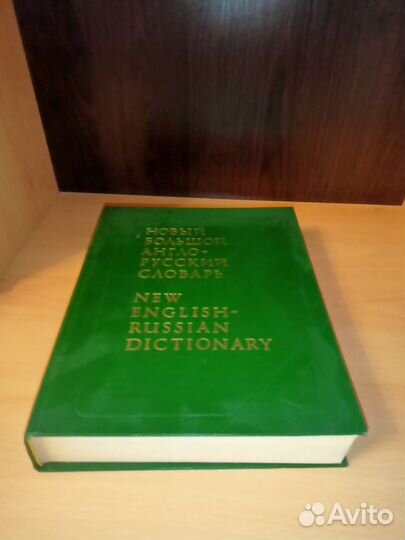 НОВЫЙ
БОЛЬШОЙ
АНГЛО-
РУССКИЙ
СЛОВАРЬ
NEW
ENGLISH-
RUSSIAN
DICTIONARY
Avito